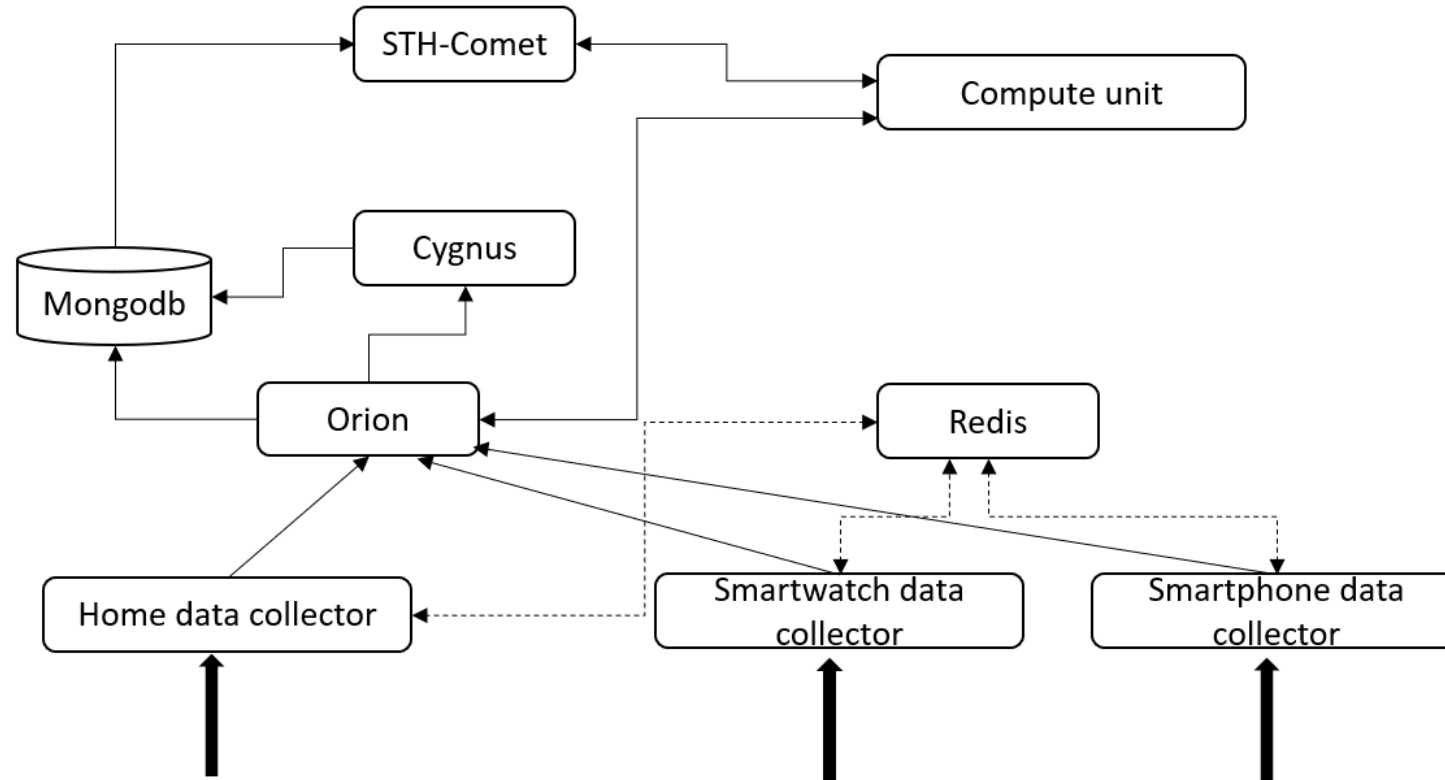 STH-Comet
Compute unit
Cygnus
Mongodb
Orion
Redis
Home data collector
Smartwatch data
collector
Smartphone data
collector